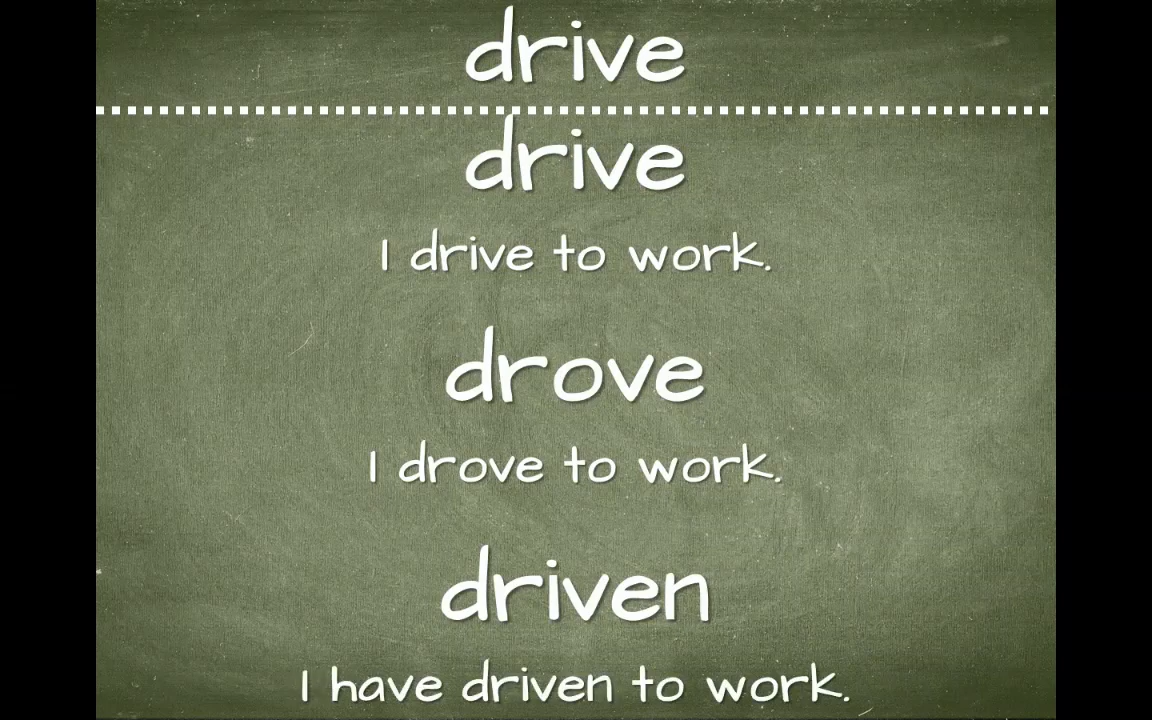 drive
drive
I drive to work.
drove
I drove to work.
driven
I have driven to work.